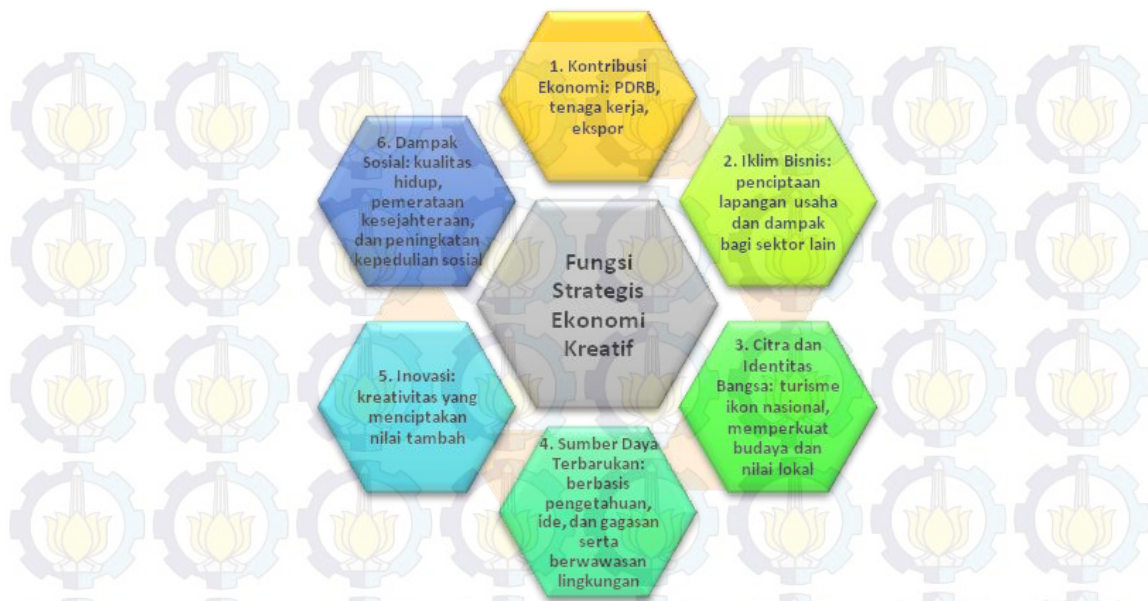 1. Kontribusi
Ekonomi: PDRB,
tenaga kerja,
ekspor
2. Iklim Bisnis:
penciptaan
lapangan usaha
dan dampak
bagi sektor lain
3. Citra dan
Identitas
Bangsa: turisme
ikon nasional,
memperkuat
budaya dan
nilai lokal
4. Sumber Daya
Terbarukan:
berbasis
pengetahuan,
ide, dan gagasan
serta
berwawasan
lingkungan
5. Inovasi:
kreativitas yang
menciptakan
nilai tambah
6. Dampak
Sosial: kualitas
hidup,
pemerataan
kesejahteraan,
dan peningkatan
kepedulian sosial
Fungsi
Strategis
Ekonomi
Kreatif